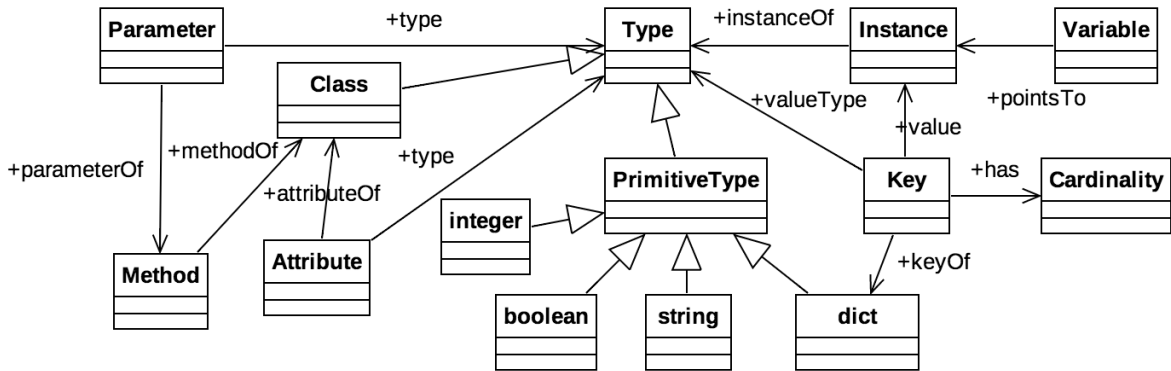 Parameter
+type
Type
+instanceOf
Instance
Variable
Class
+valueType
+pointsTo
+value
+parameterOf
+methodOf
+type
+attributeOf
PrimitiveType
Key
+has
Cardinality
integer
Method
Attribute
+keyOf
boolean
string
dict